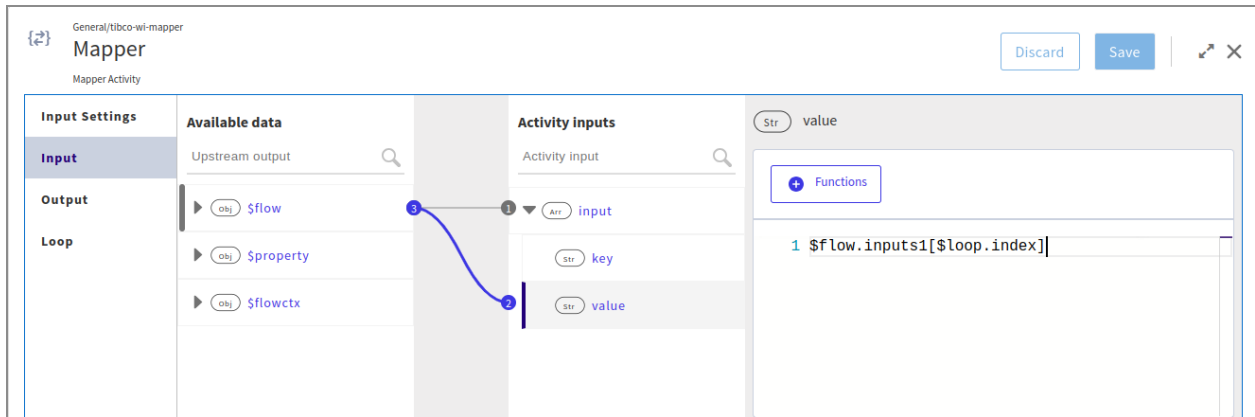 General/tibco-wi-mapper
Mapper
Mapper Activity
Discard
Save
Input Settings
Input
Output
Loop
Available data
Upstream output
Obj $flow
Obj $property
Obj $flowctx
3
1
2
Activity inputs
Activity input
Arr input
Str key
Str value
Str value
Functions
1 $flow.inputs1[$loop.index]